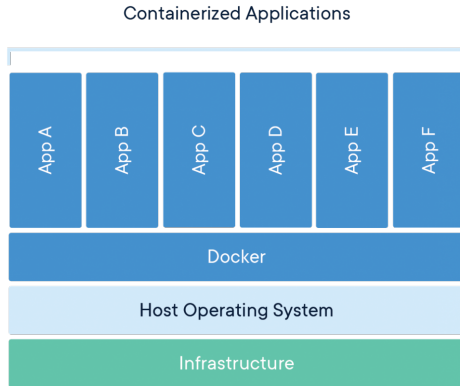 Containerized Applications
App A
App B
App C
App D
App E
App F
Docker
Host Operating System
Infrastructure